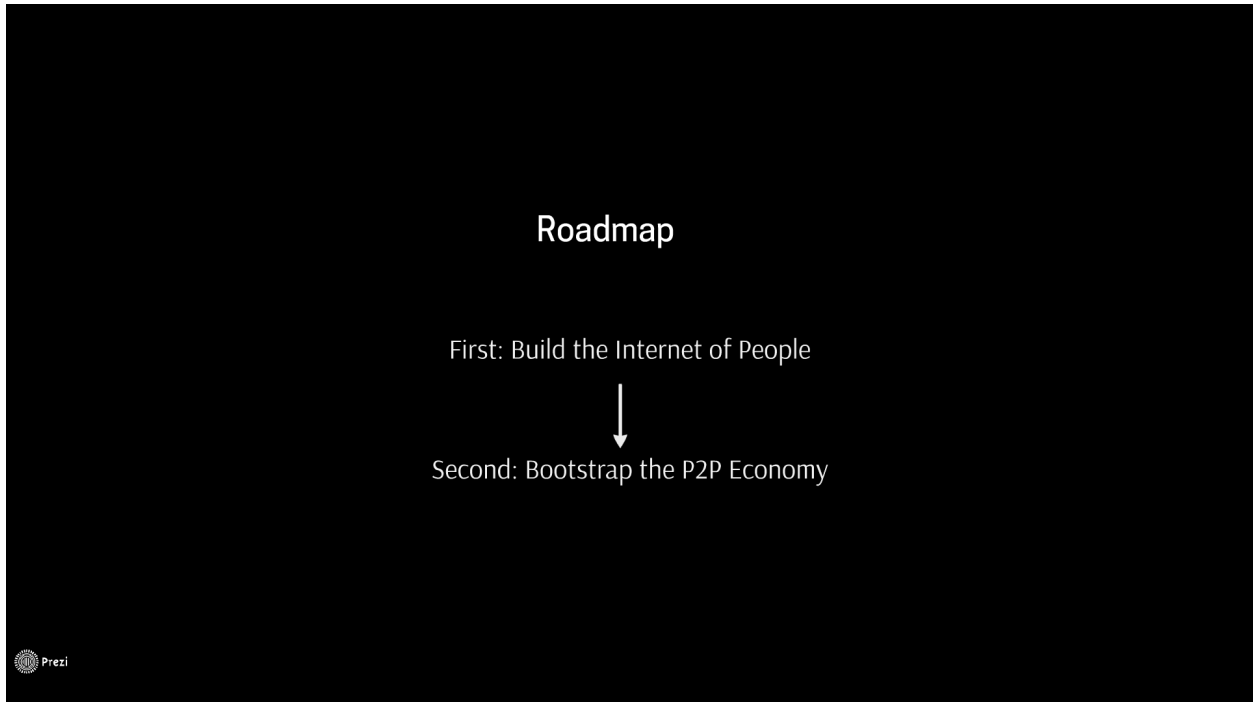 Roadmap
First: Build the Internet of People
Second: Bootstrap the P2P Economy
Prezi